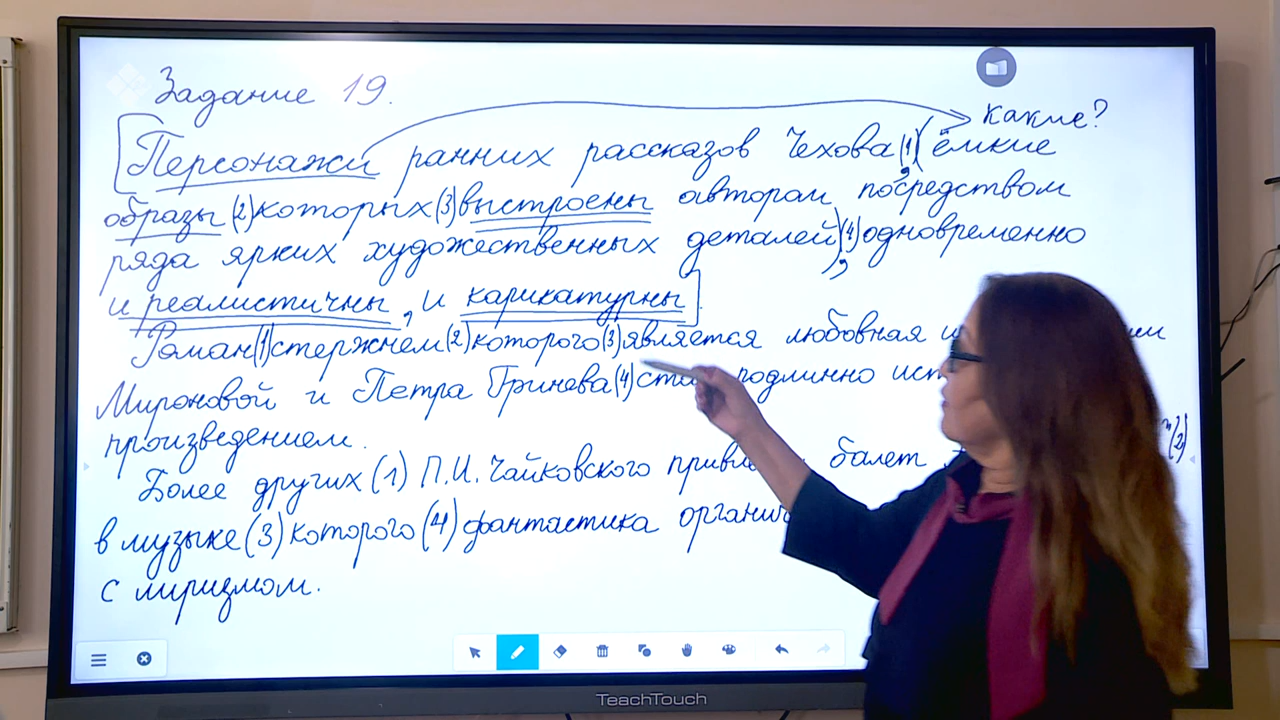 Задание 19.
какие?
Персонажи ранних рассказов Чехова (1) (ёмкие
образы (2) которых (3) выстроены автором посредством
ряда ярких художественных деталей), (4) одновременно
и реалистичны, и карикатурны].
Роман (1) стержнем (2) которого (3) является любовная
Мироновой и Петра Гринева (4) подлинно
произведением.
Более других (1) П.И. Чайковского балет (2)
в музыке (3) которого (4) фантастика
с лиризмом.
TeachTouch